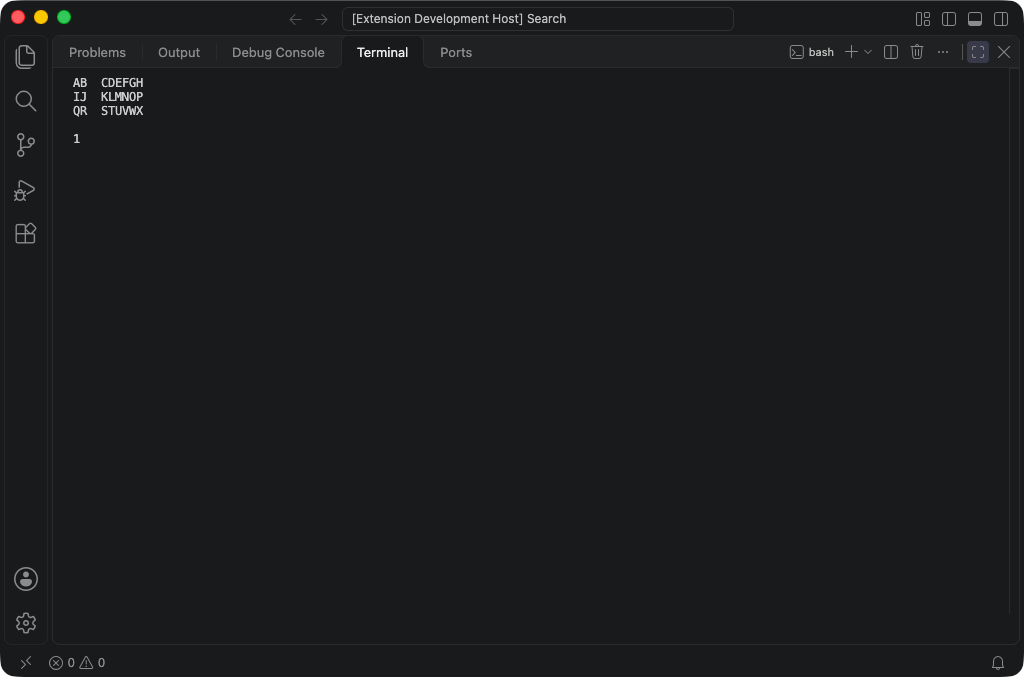 [Extension Development Host] Search
Problems Output Debug Console Terminal Ports bash
AB  CDEFGH
IJ  KLMNOP
QR  STUVWX
1
0 0